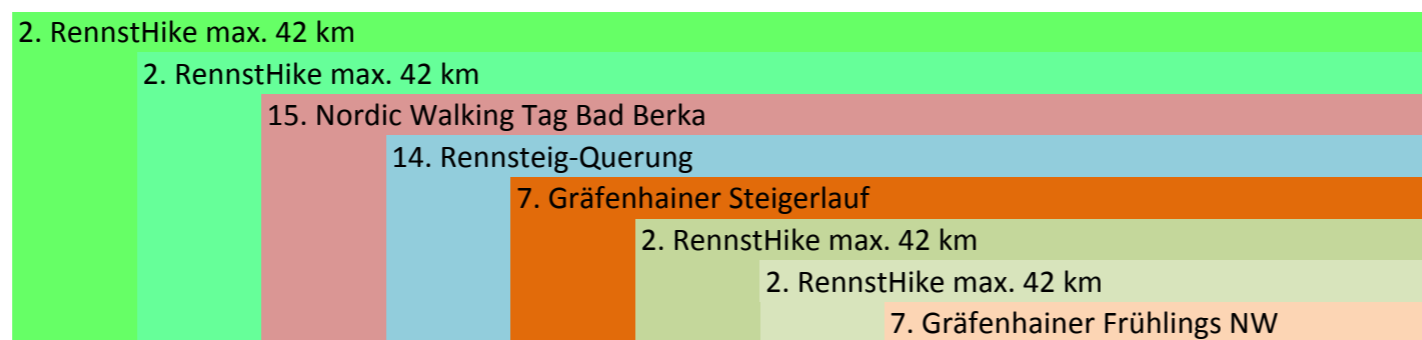 2. RennstHike max. 42 km
2. RennstHike max. 42 km
15. Nordic Walking Tag Bad Berka
14. Rennsteig-Querung
7. Gräfenhainer Steigerlauf
2. RennstHike max. 42 km
2. RennstHike max. 42 km
7. Gräfenhainer Frühlings NW